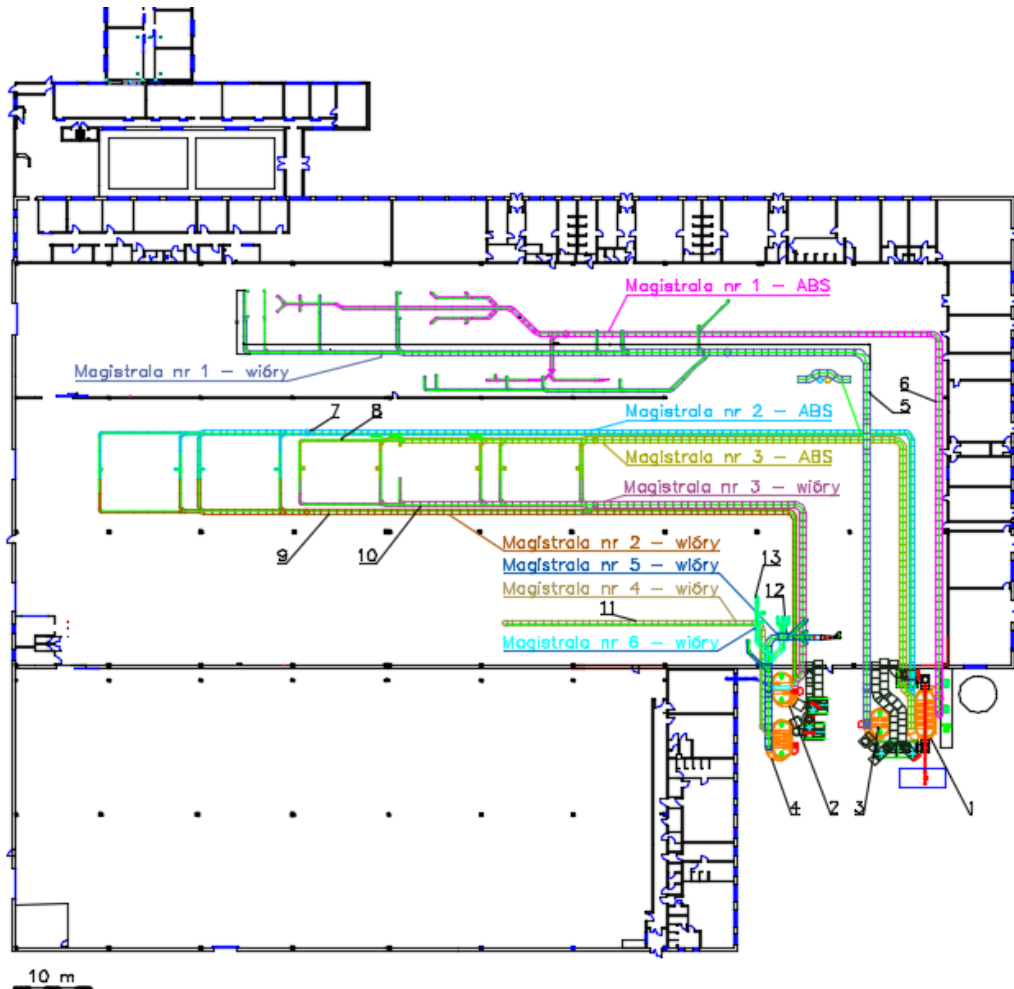 Magistrala nr 1 – ABS
Magistrala nr 1 – wióry
6
5
7
8
Magistrala nr 2 – ABS
Magistrala nr 3 – ABS
Magistrala nr 3 – wióry
9
10
Magistrala nr 2 – wióry
Magistrala nr 5 – wióry
13
Magistrala nr 4 – wióry
12
11
Magistrala nr 6 – wióry
4
2
3
1
10 m